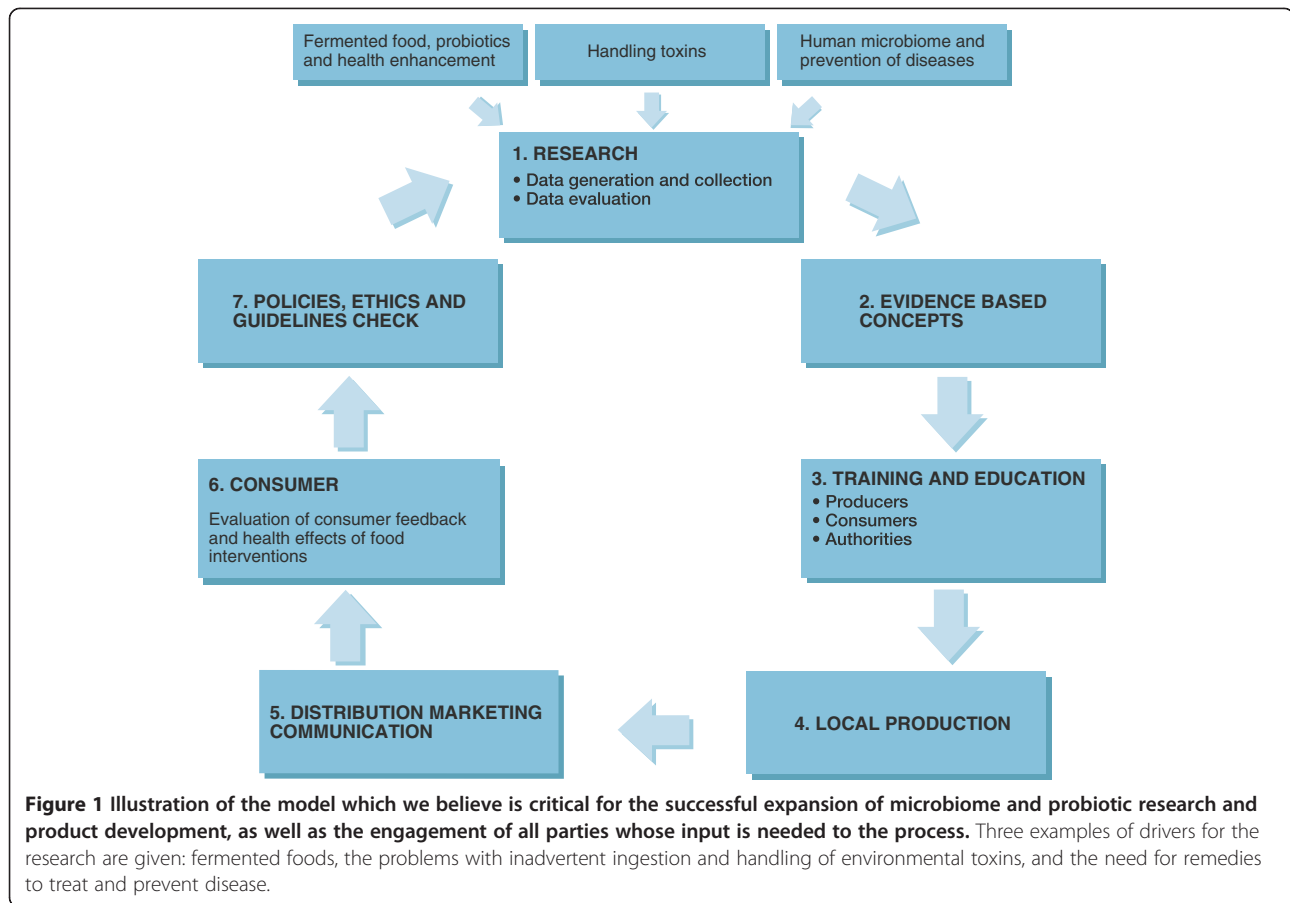 Fermented food, probiotics
and health enhancement
Handling toxins
Human microbiome and
prevention of diseases
1. RESEARCH
• Data generation and collection
• Data evaluation
7. POLICIES, ETHICS AND
GUIDELINES CHECK
2. EVIDENCE BASED
CONCEPTS
6. CONSUMER
Evaluation of consumer feedback
and health effects of food
interventions
3. TRAINING AND EDUCATION
• Producers
• Consumers
• Authorities
5. DISTRIBUTION MARKETING
COMMUNICATION
4. LOCAL PRODUCTION
Figure 1 Illustration of the model which we believe is critical for the successful expansion of microbiome and probiotic research and
product development, as well as the engagement of all parties whose input is needed to the process. Three examples of drivers for the
research are given: fermented foods, the problems with inadvertent ingestion and handling of environmental toxins, and the need for remedies
to treat and prevent disease.